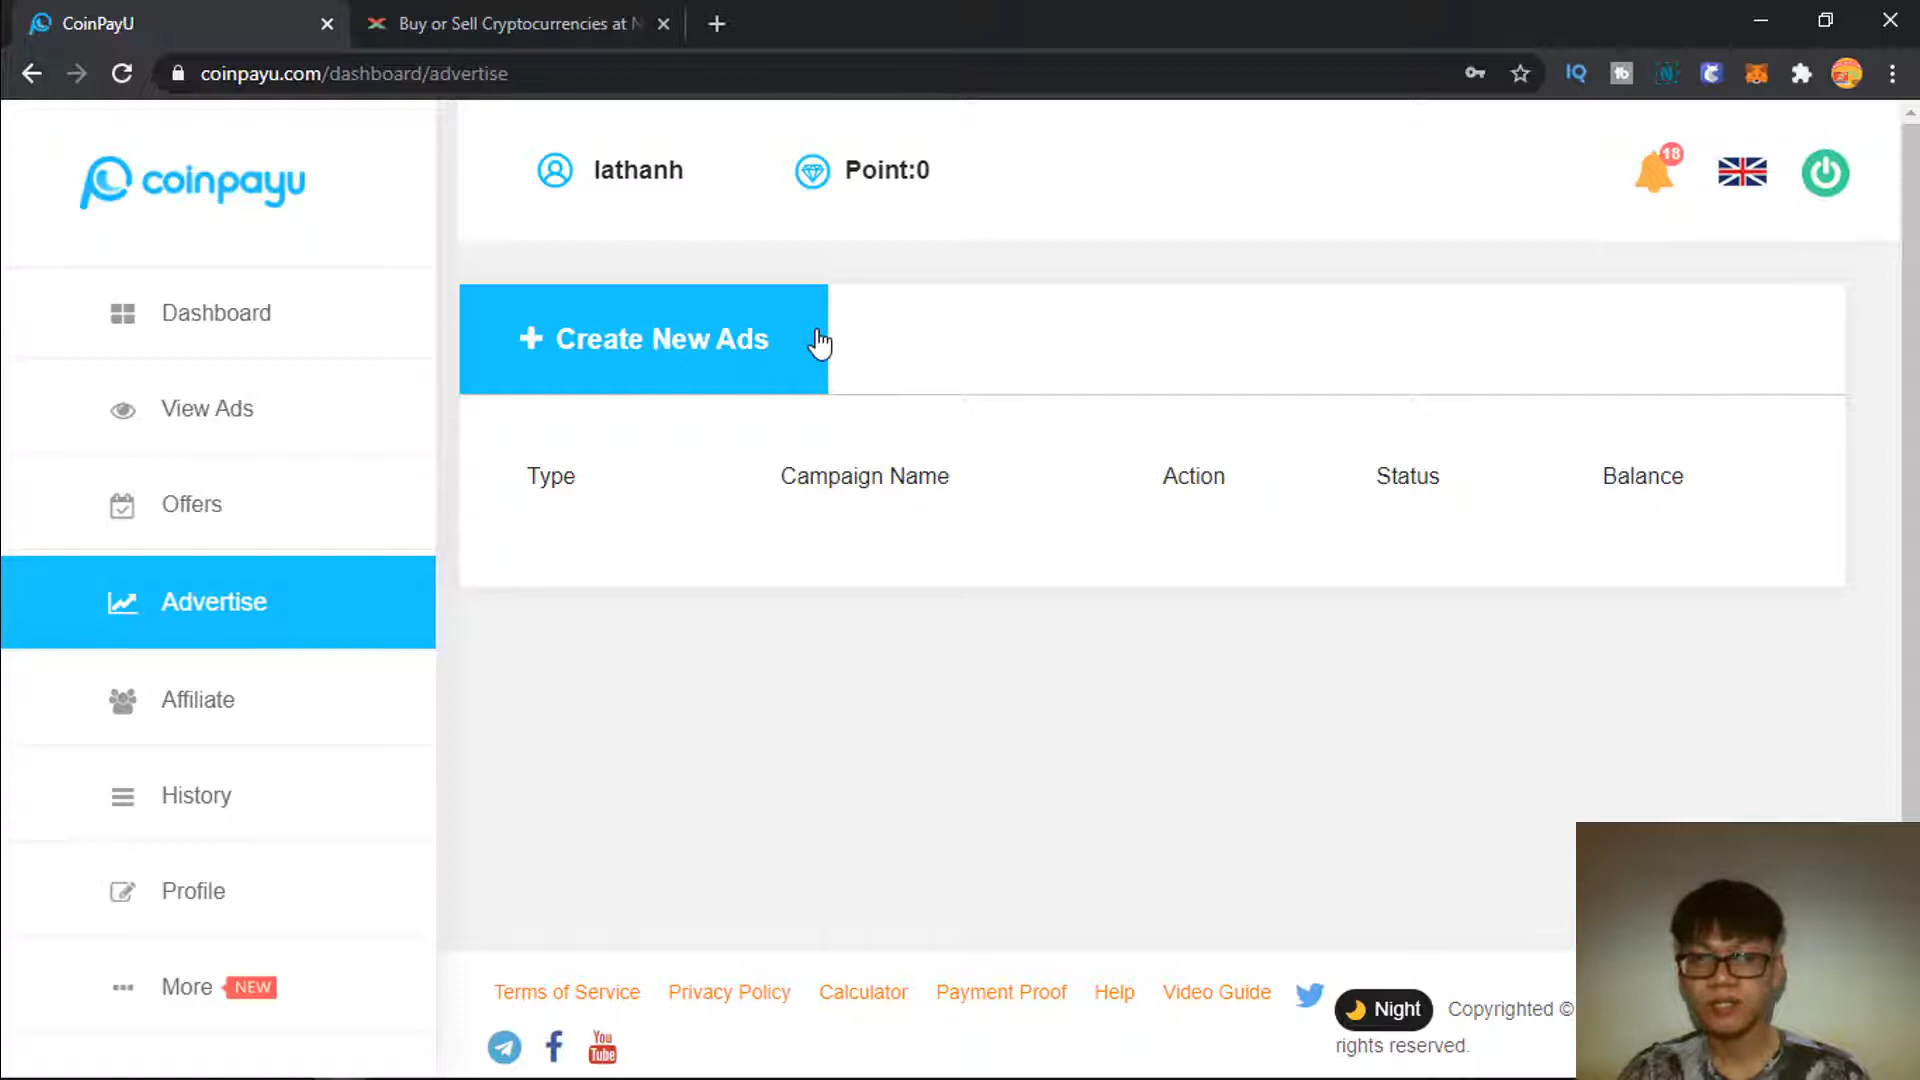 CoinPayU
Buy or Sell Cryptocurrencies at
coinpayu.com/dashboard/advertise
IQ
tb
N
coinpayu
lathanh
Point:0
18
Dashboard
View Ads
Offers
Advertise
Affiliate
History
Profile
More NEW
+ Create New Ads
Type Campaign Name Action Status Balance
Terms of Service Privacy Policy Calculator Payment Proof Help Video Guide
Night
Copyrighted ©
rights reserved.
You
Tube